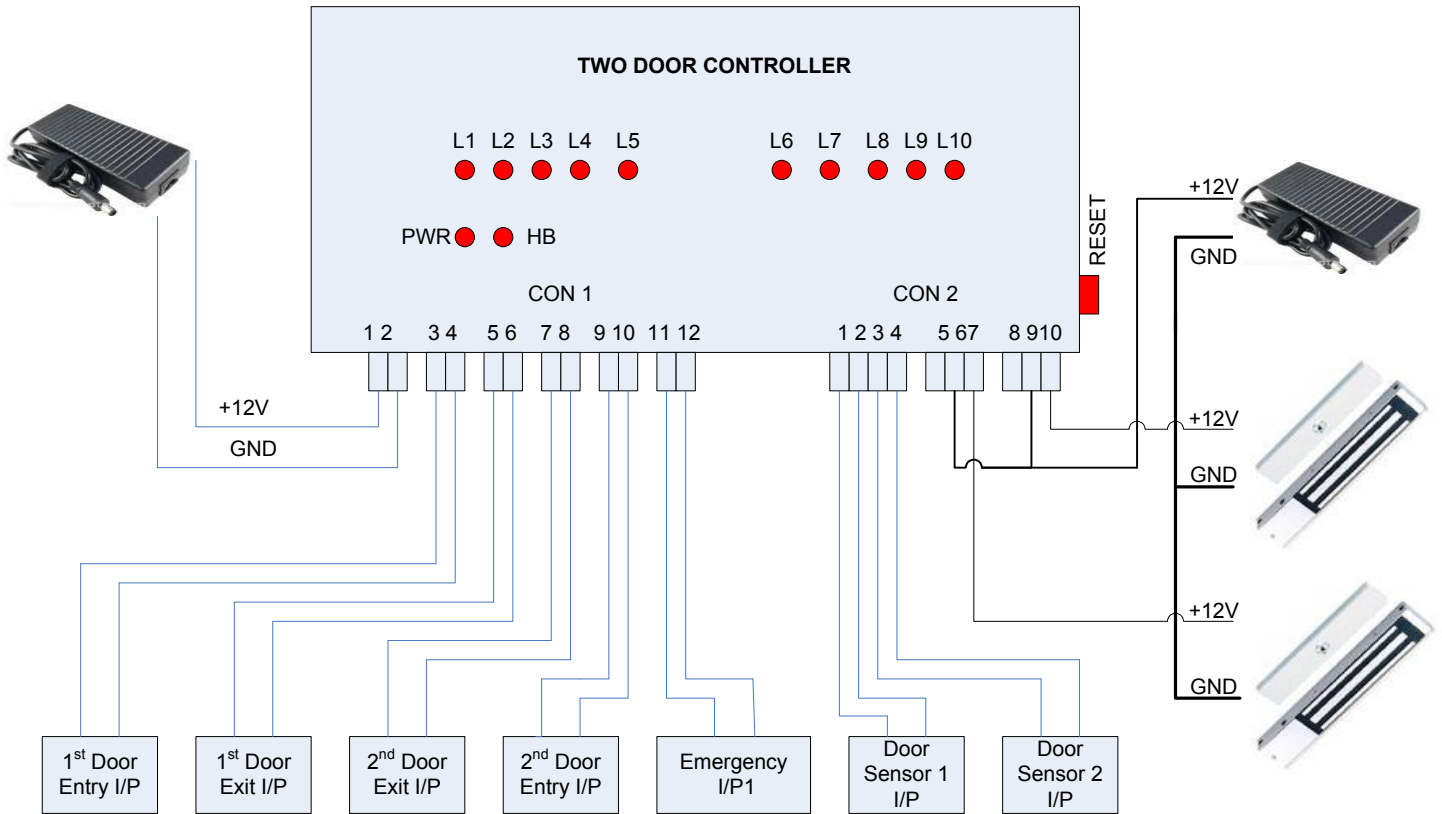 TWO DOOR CONTROLLER
L1 L2 L3 L4 L5 L6 L7 L8 L9 L10
PWR HB
RESET
CON 1 CON 2
1 2 3 4 5 6 7 8 9 10 11 12 1 2 3 4 5 6 7 8 9 10
+12V
GND
+12V
GND
+12V
GND
+12V
GND
1st Door
Entry I/P
1st Door
Exit I/P
2nd Door
Exit I/P
2nd Door
Entry I/P
Emergency
I/P1
Door
Sensor 1
I/P
Door
Sensor 2
I/P